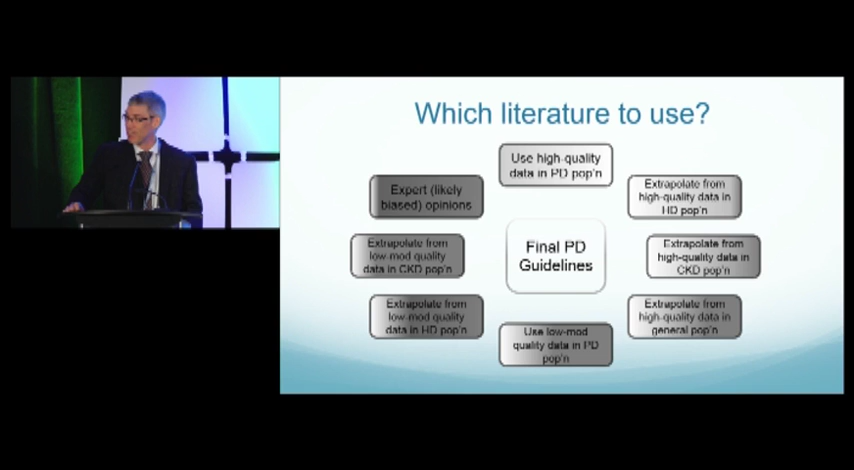 Which literature to use?
Use high-quality
data in PD pop'n
Expert (likely
biased) opinions
Extrapolate from
high-quality data in
HD pop'n
Extrapolate from
low-mod quality
data in CKD pop'n
Final PD
Guidelines
Extrapolate from
high-quality data in
CKD pop'n
Extrapolate from
low-mod quality
data in HD pop'n
Extrapolate from
high-quality data in
general pop'n
Use low-mod
quality data in PD
pop'n